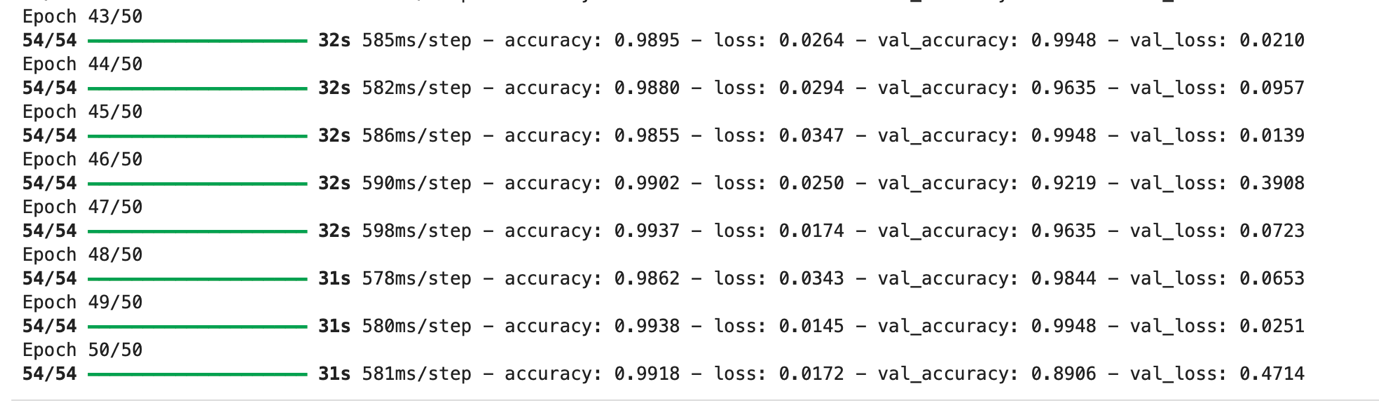 Epoch 43/50
54/54 ━━━━━━━━━━━━━━━━━━━━ 32s 585ms/step - accuracy: 0.9895 - loss: 0.0264 - val_accuracy: 0.9948 - val_loss: 0.0210
Epoch 44/50
54/54 ━━━━━━━━━━━━━━━━━━━━ 32s 582ms/step - accuracy: 0.9880 - loss: 0.0294 - val_accuracy: 0.9635 - val_loss: 0.0957
Epoch 45/50
54/54 ━━━━━━━━━━━━━━━━━━━━ 32s 586ms/step - accuracy: 0.9855 - loss: 0.0347 - val_accuracy: 0.9948 - val_loss: 0.0139
Epoch 46/50
54/54 ━━━━━━━━━━━━━━━━━━━━ 32s 590ms/step - accuracy: 0.9902 - loss: 0.0250 - val_accuracy: 0.9219 - val_loss: 0.3908
Epoch 47/50
54/54 ━━━━━━━━━━━━━━━━━━━━ 32s 598ms/step - accuracy: 0.9937 - loss: 0.0174 - val_accuracy: 0.9635 - val_loss: 0.0723
Epoch 48/50
54/54 ━━━━━━━━━━━━━━━━━━━━ 31s 578ms/step - accuracy: 0.9862 - loss: 0.0343 - val_accuracy: 0.9844 - val_loss: 0.0653
Epoch 49/50
54/54 ━━━━━━━━━━━━━━━━━━━━ 31s 580ms/step - accuracy: 0.9938 - loss: 0.0145 - val_accuracy: 0.9948 - val_loss: 0.0251
Epoch 50/50
54/54 ━━━━━━━━━━━━━━━━━━━━ 31s 581ms/step - accuracy: 0.9918 - loss: 0.0172 - val_accuracy: 0.8906 - val_loss: 0.4714